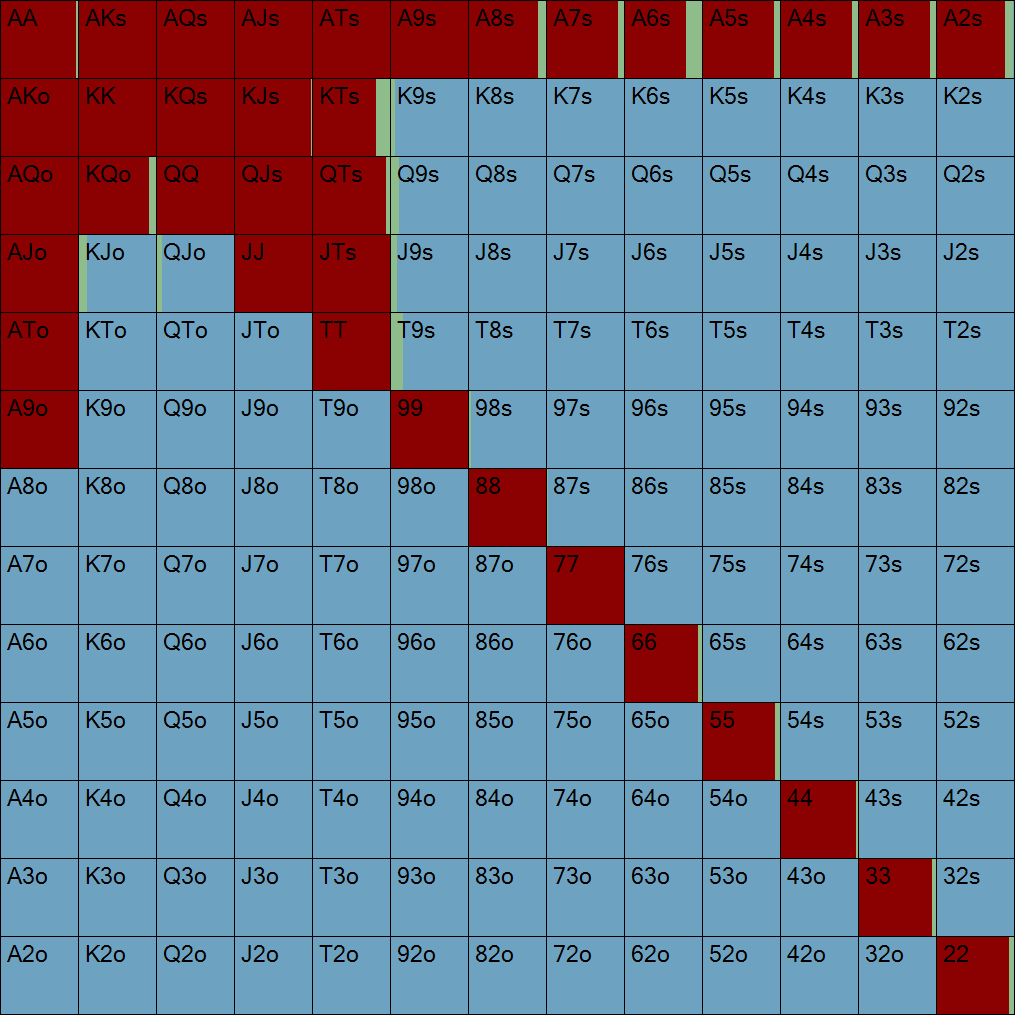 AA AKs AQs AJs ATs A9s A8s A7s A6s A5s A4s A3s A2s
AKo KK KQs KJs KTs K9s K8s K7s K6s K5s K4s K3s K2s
AQo KQo QQ QJs QTs Q9s Q8s Q7s Q6s Q5s Q4s Q3s Q2s
AJo KJo QJo JJ JTs J9s J8s J7s J6s J5s J4s J3s J2s
ATo KTo QTo JTo TT T9s T8s T7s T6s T5s T4s T3s T2s
A9o K9o Q9o J9o T9o 99 98s 97s 96s 95s 94s 93s 92s
A8o K8o Q8o J8o T8o 98o 88 87s 86s 85s 84s 83s 82s
A7o K7o Q7o J7o T7o 97o 87o 77 76s 75s 74s 73s 72s
A6o K6o Q6o J6o T6o 96o 86o 76o 66 65s 64s 63s 62s
A5o K5o Q5o J5o T5o 95o 85o 75o 65o 55 54s 53s 52s
A4o K4o Q4o J4o T4o 94o 84o 74o 64o 54o 44 43s 42s
A3o K3o Q3o J3o T3o 93o 83o 73o 63o 53o 43o 33 32s
A2o K2o Q2o J2o T2o 92o 82o 72o 62o 52o 42o 32o 22